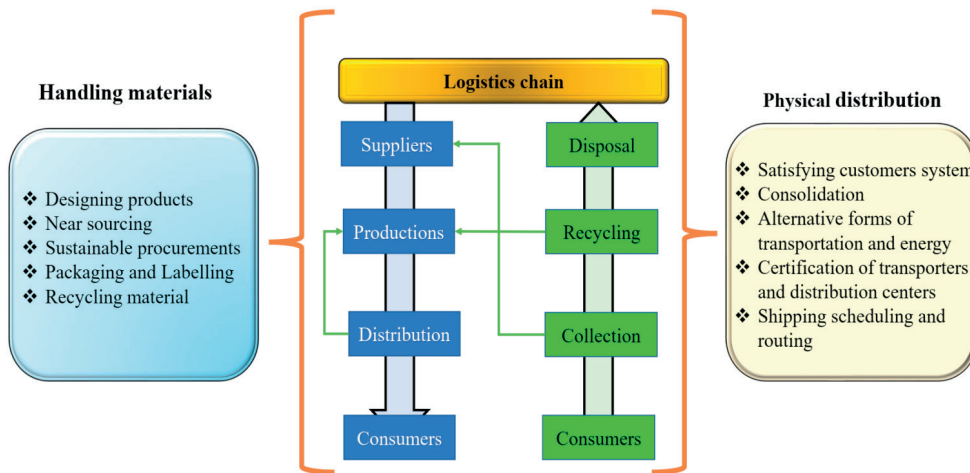 Handling materials
❖ Designing products
❖ Near sourcing
❖ Sustainable procurements
❖ Packaging and Labelling
❖ Recycling material
Logistics chain
Suppliers
Productions
Distribution
Consumers
Disposal
Recycling
Collection
Consumers
Physical distribution
❖ Satisfying customers system
❖ Consolidation
❖ Alternative forms of
transportation and energy
❖ Certification of transporters
and distribution centers
❖ Shipping scheduling and
routing